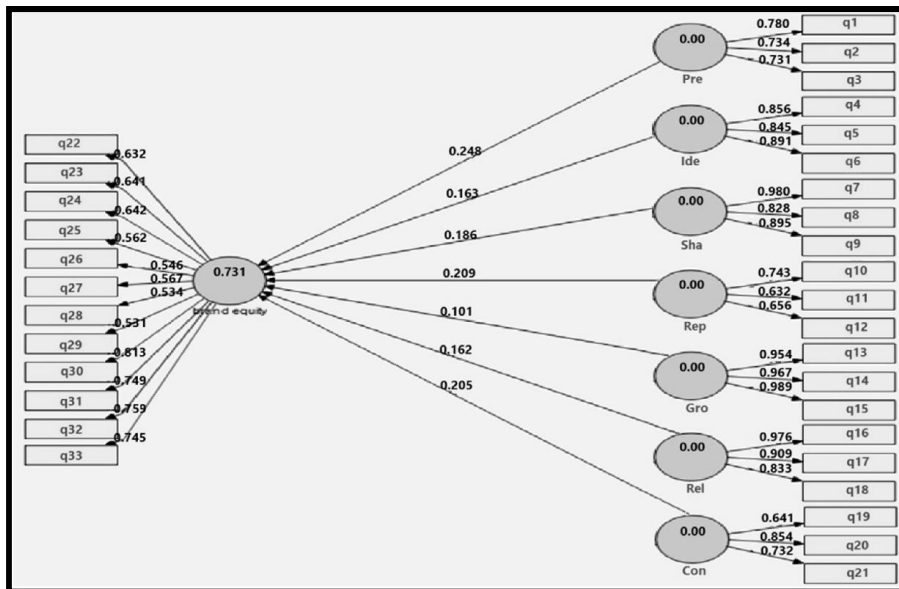 q22
q23
q24
q25
q26
q27
q28
q29
q30
q31
q32
q33
0.632
0.641
0.642
0.562
0.546
0.567
0.534
0.531
0.813
0.749
0.759
0.745
0.731
brand equity
0.248
0.163
0.186
0.209
0.101
0.162
0.205
0.00
Pre
0.780
0.734
0.731
q1
q2
q3
0.00
Ide
0.856
0.845
0.891
q4
q5
q6
0.00
Sha
0.980
0.828
0.895
q7
q8
q9
0.00
Rep
0.743
0.632
0.656
q10
q11
q12
0.00
Gro
0.954
0.967
0.989
q13
q14
q15
0.00
Rel
0.976
0.909
0.833
q16
q17
q18
0.00
Con
0.641
0.854
0.732
q19
q20
q21